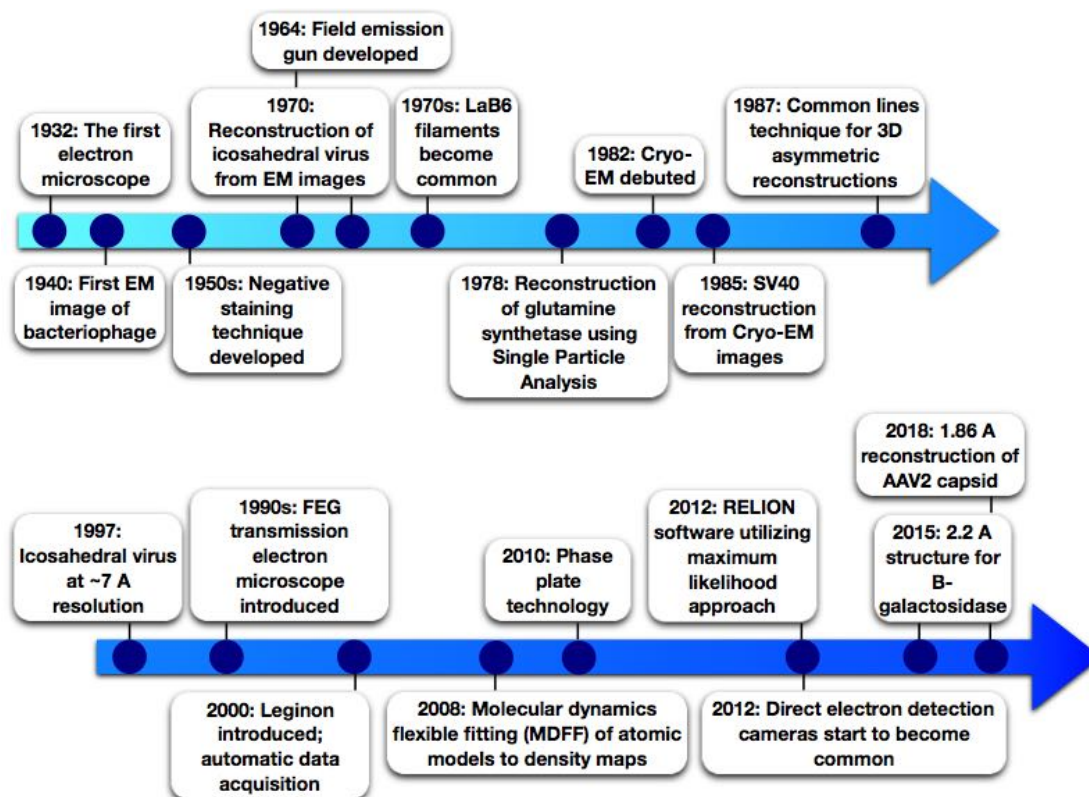 1964: Field emission
gun developed
1932: The first
electron
microscope
1970:
Reconstruction of
icosahedral virus
from EM images
1970s: LaB6
filaments
become
common
1982: Cryo-
EM debuted
1987: Common lines
technique for 3D
asymmetric
reconstructions
1940: First EM
image of
bacteriophage
1950s: Negative
staining
technique
developed
1978: Reconstruction
of glutamine
synthetase using
Single Particle
Analysis
1985: SV40
reconstruction
from Cryo-EM
images
2018: 1.86 A
reconstruction of
AAV2 capsid
1997:
Icosahedral virus
at ~7 A
resolution
1990s: FEG
transmission
electron
microscope
introduced
2010: Phase
plate
technology
2012: RELION
software utilizing
maximum
likelihood
approach
2015: 2.2 A
structure for
B-
galactosidase
2000: Leginon
introduced;
automatic data
acquisition
2008: Molecular dynamics
flexible fitting (MDFF) of atomic
models to density maps
2012: Direct electron detection
cameras start to become
common